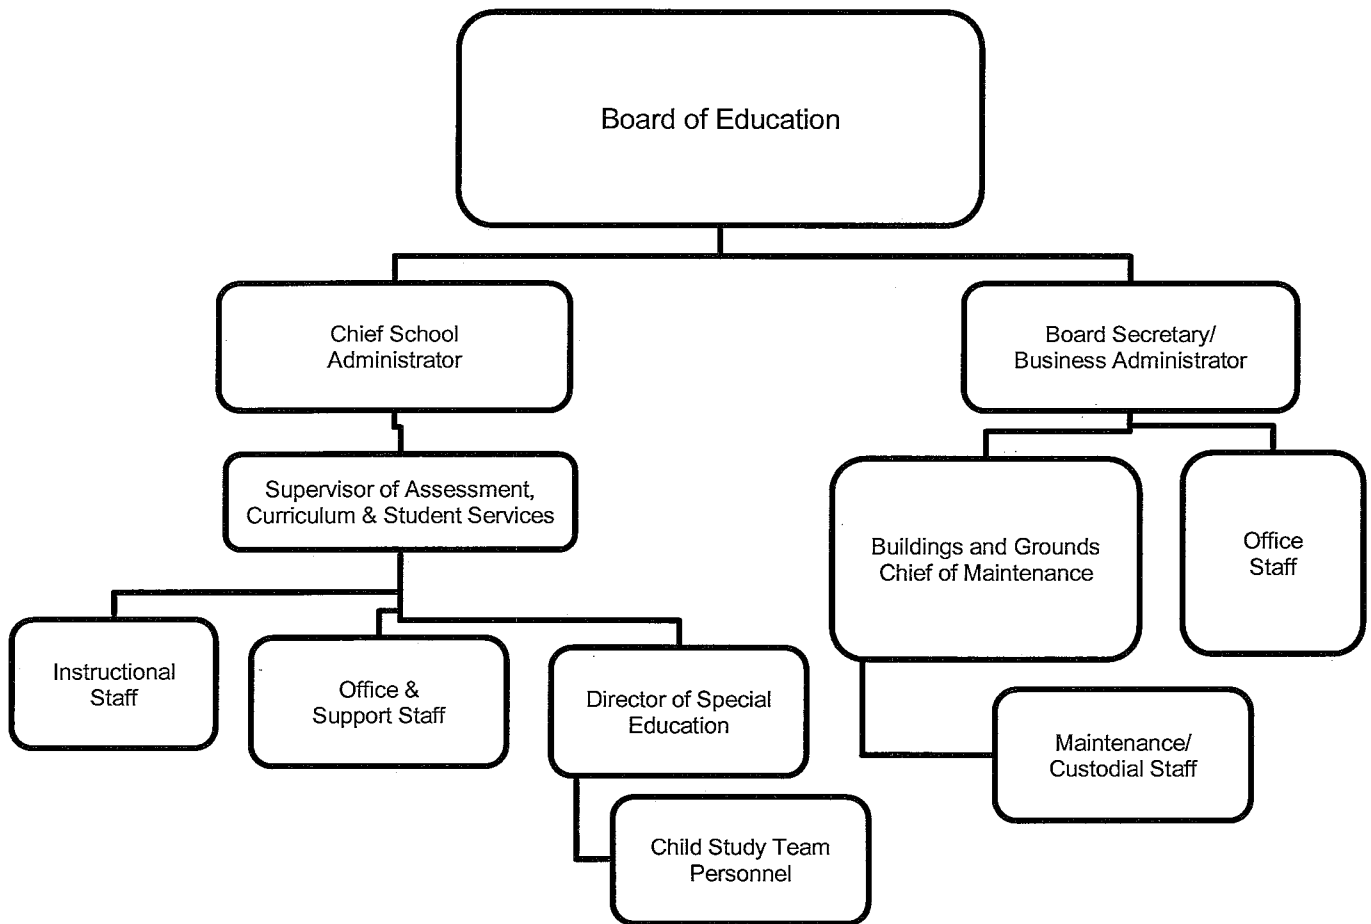 Board of Education
Chief School
Administrator
Board Secretary/
Business Administrator
Supervisor of Assessment,
Curriculum & Student Services
Buildings and Grounds
Chief of Maintenance
Office
Staff
Instructional
Staff
Office &
Support Staff
Director of Special
Education
Maintenance/
Custodial Staff
Child Study Team
Personnel